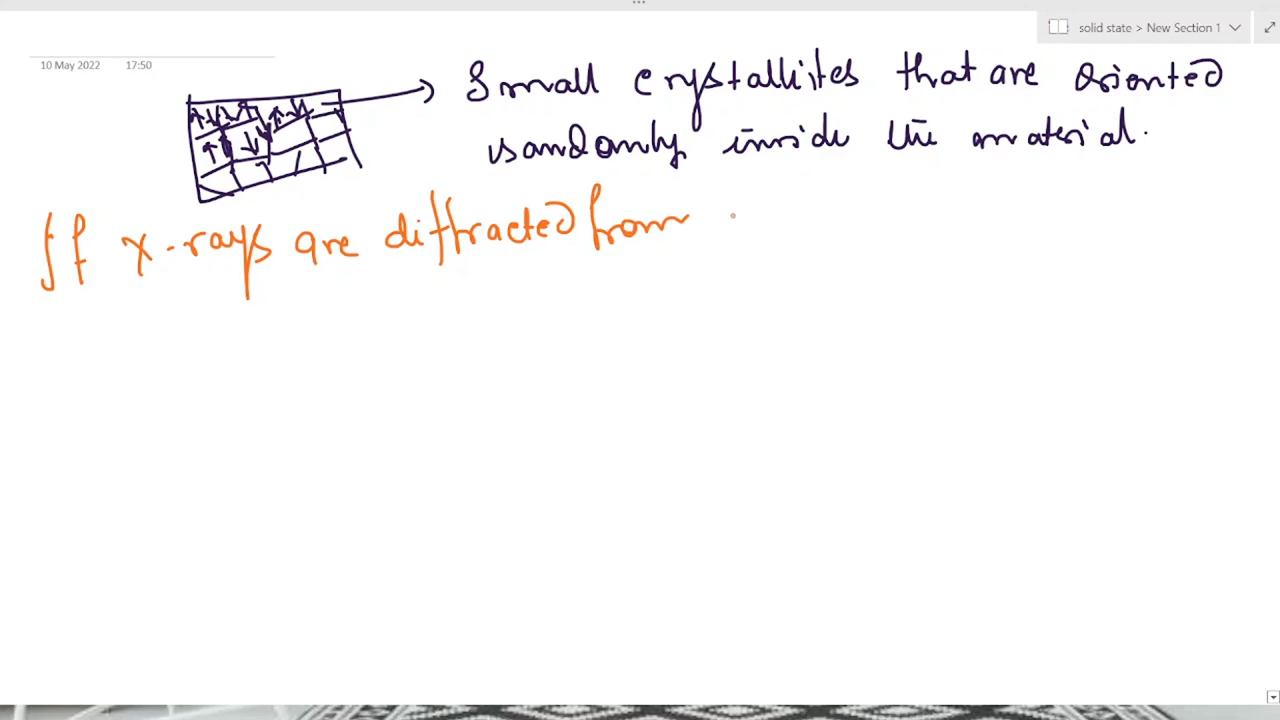 solid state > New Section 1
10 May 2022 17:50
Small crystallites that are oriented
randomly inside the material.
If x-rays are diffracted from